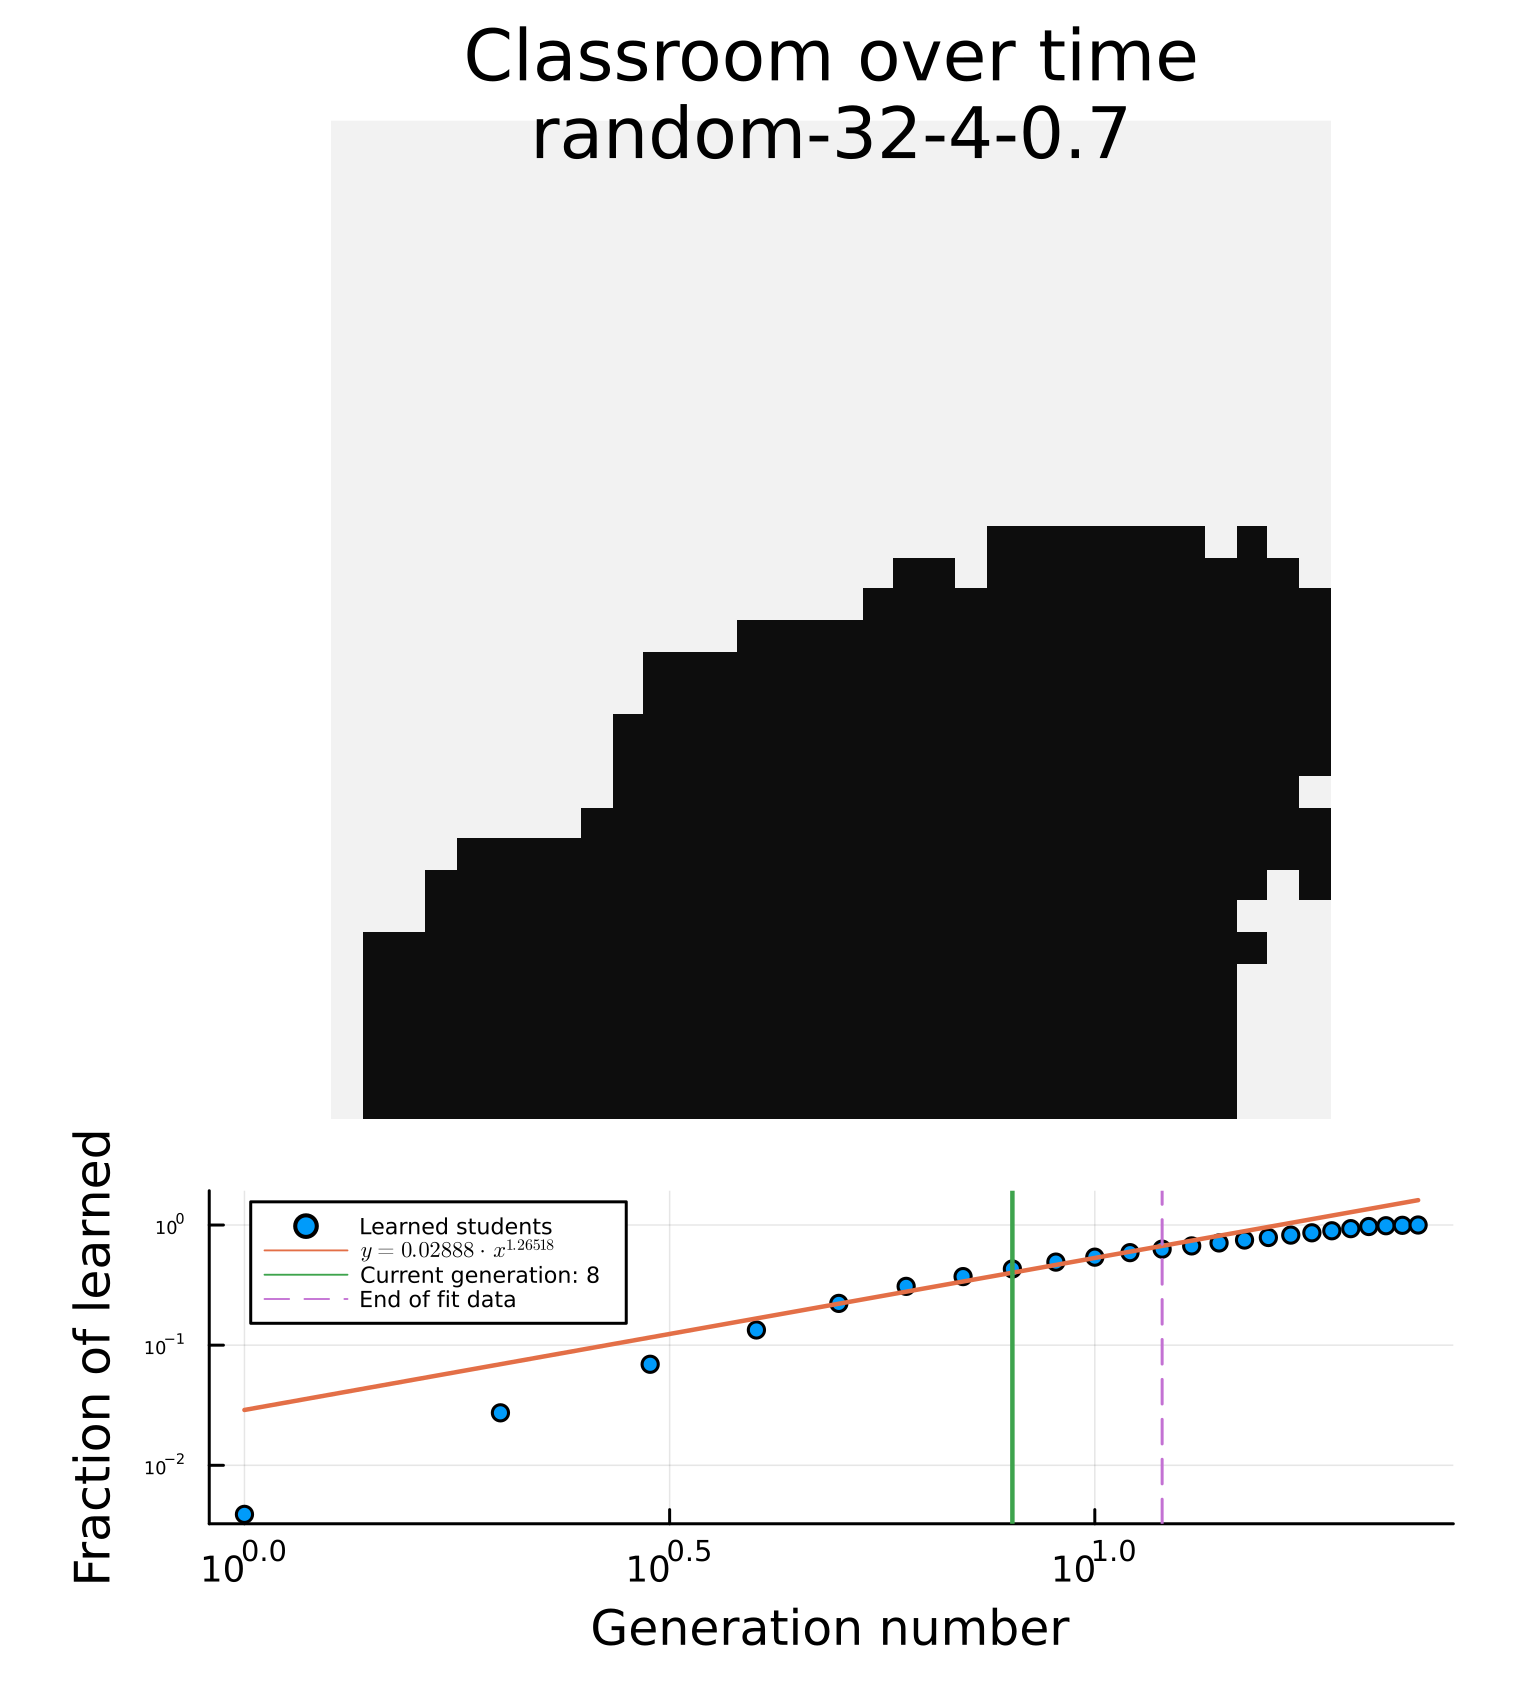 Classroom over time
random-32-4-0.7
Fraction of learned
10^0
10^-1
10^-2
Learned students
y = 0.02888 · x^1.26518
Current generation: 8
End of fit data
10^0.0
10^0.5
10^1.0
Generation number